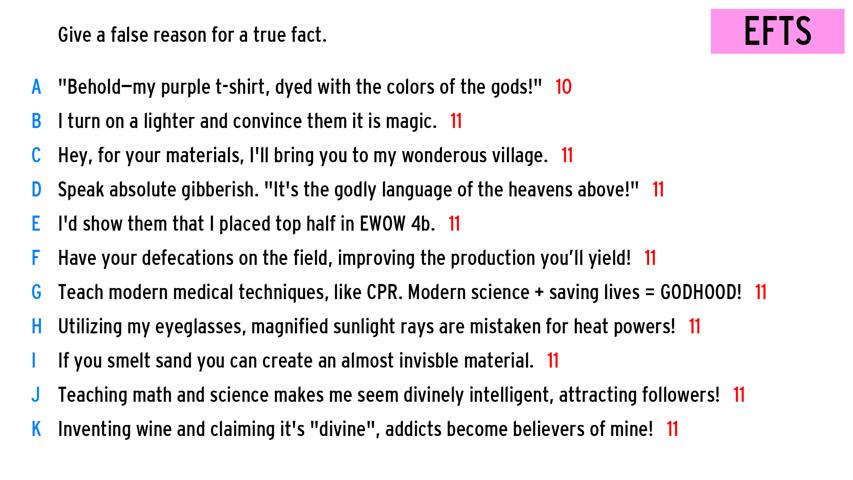 Give a false reason for a true fact.
EFTS
A "Behold—my purple t-shirt, dyed with the colors of the gods!" 10
B I turn on a lighter and convince them it is magic. 11
C Hey, for your materials, I'll bring you to my wonderous village. 11
D Speak absolute gibberish. "It's the godly language of the heavens above!" 11
E I'd show them that I placed top half in EWOW 4b. 11
F Have your defecations on the field, improving the production you’ll yield! 11
G Teach modern medical techniques, like CPR. Modern science + saving lives = GODHOOD! 11
H Utilizing my eyeglasses, magnified sunlight rays are mistaken for heat powers! 11
I If you smelt sand you can create an almost invisble material. 11
J Teaching math and science makes me seem divinely intelligent, attracting followers! 11
K Inventing wine and claiming it's "divine", addicts become believers of mine! 11